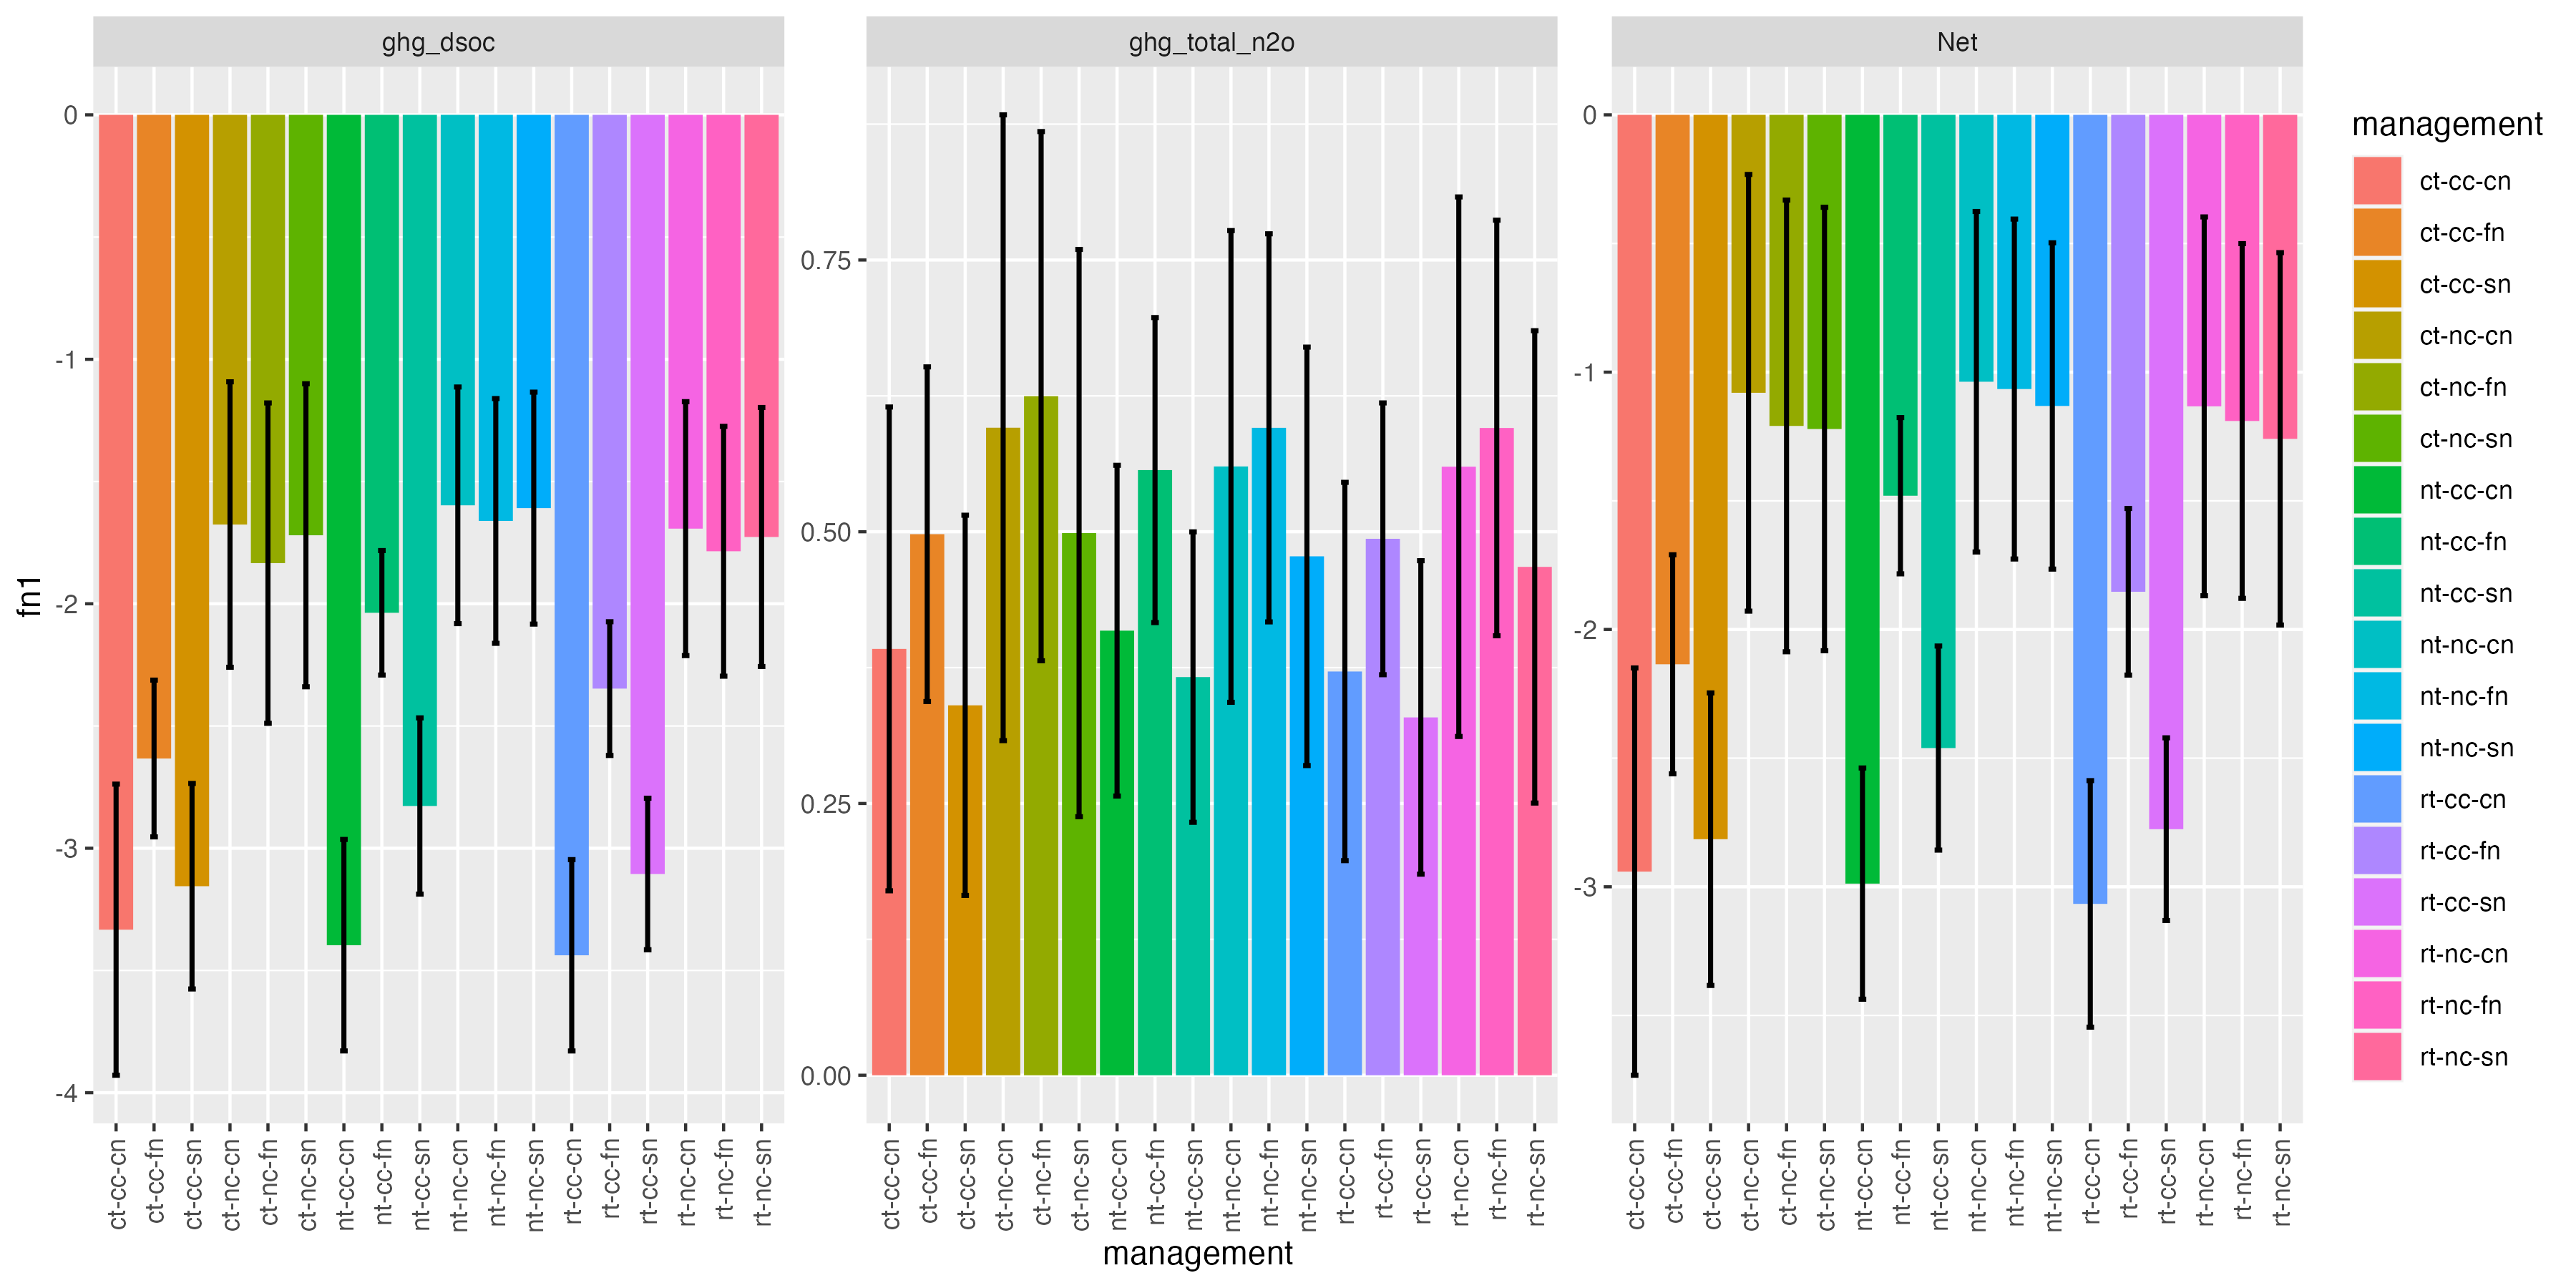 ghg_dsoc
ghg_total_n2o
Net
fn1
0
-1
-2
-3
-4
0.75
0.50
0.25
0.00
0
-1
-2
-3
ct-cc-cn
ct-cc-fn
ct-cc-sn
ct-nc-cn
ct-nc-fn
ct-nc-sn
nt-cc-cn
nt-cc-fn
nt-cc-sn
nt-nc-cn
nt-nc-fn
nt-nc-sn
rt-cc-cn
rt-cc-fn
rt-cc-sn
rt-nc-cn
rt-nc-fn
rt-nc-sn
ct-cc-cn
ct-cc-fn
ct-cc-sn
ct-nc-cn
ct-nc-fn
ct-nc-sn
nt-cc-cn
nt-cc-fn
nt-cc-sn
nt-nc-cn
nt-nc-fn
nt-nc-sn
rt-cc-cn
rt-cc-fn
rt-cc-sn
rt-nc-cn
rt-nc-fn
rt-nc-sn
ct-cc-cn
ct-cc-fn
ct-cc-sn
ct-nc-cn
ct-nc-fn
ct-nc-sn
nt-cc-cn
nt-cc-fn
nt-cc-sn
nt-nc-cn
nt-nc-fn
nt-nc-sn
rt-cc-cn
rt-cc-fn
rt-cc-sn
rt-nc-cn
rt-nc-fn
rt-nc-sn
management
management
ct-cc-cn
ct-cc-fn
ct-cc-sn
ct-nc-cn
ct-nc-fn
ct-nc-sn
nt-cc-cn
nt-cc-fn
nt-cc-sn
nt-nc-cn
nt-nc-fn
nt-nc-sn
rt-cc-cn
rt-cc-fn
rt-cc-sn
rt-nc-cn
rt-nc-fn
rt-nc-sn